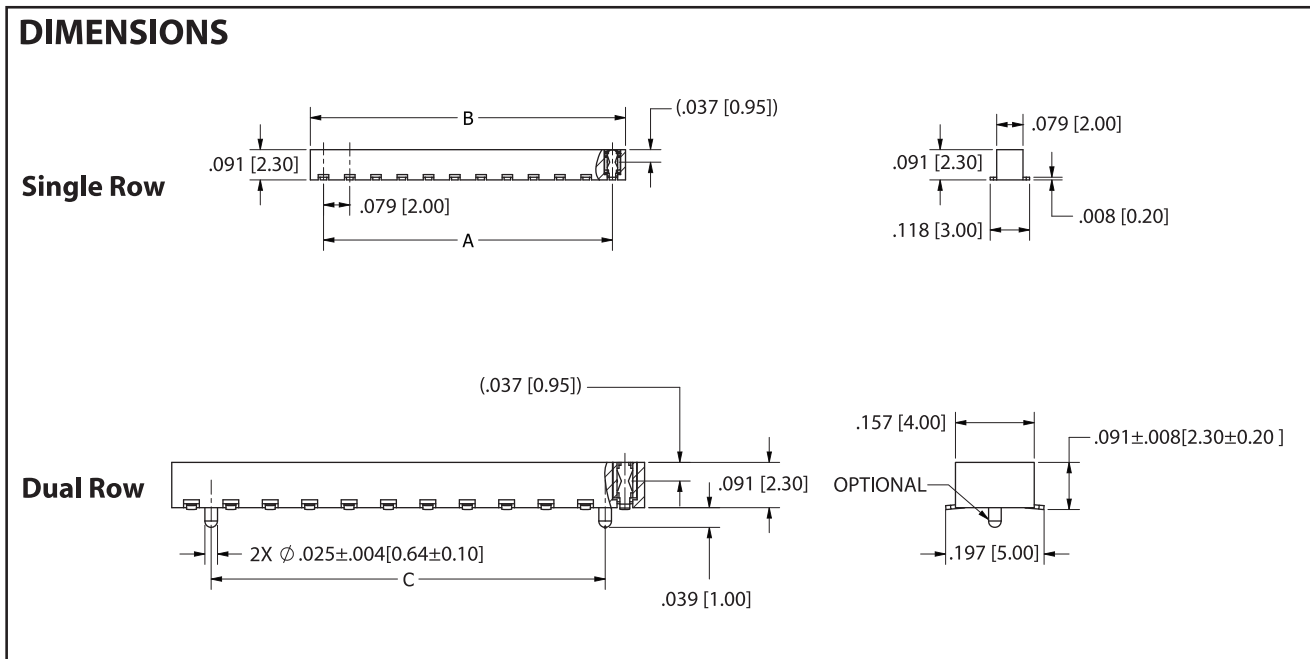 DIMENSIONS
Single Row
B
(.037 [0.95])
.091 [2.30]
.079 [2.00]
A
.079 [2.00]
.091 [2.30]
.008 [0.20]
.118 [3.00]
Dual Row
(.037 [0.95])
.091 [2.30]
2X ∅ .025±.004[0.64±0.10]
C
.039 [1.00]
.157 [4.00]
.091±.008[2.30±0.20 ]
OPTIONAL
.197 [5.00]